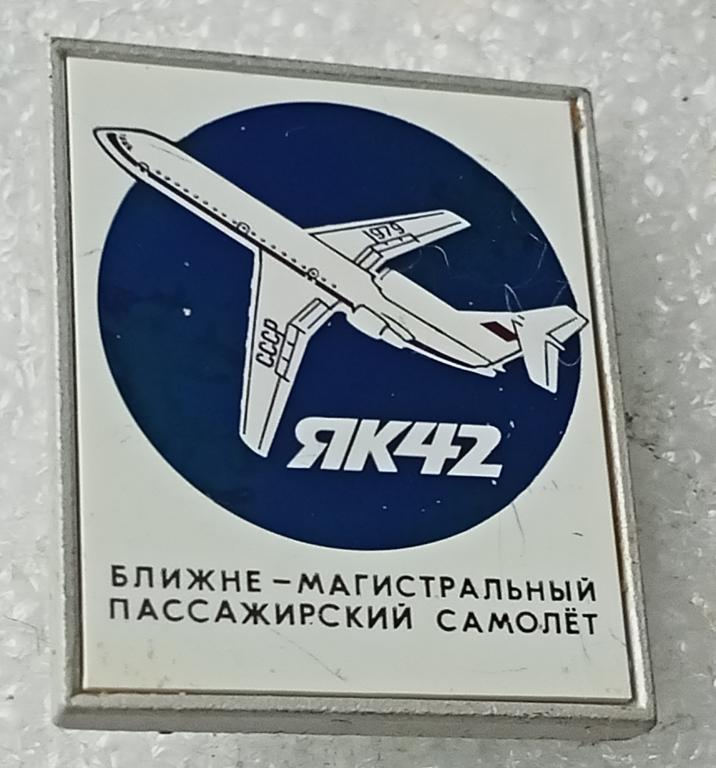 1979
СССР
ЯК42
БЛИЖНЕ-МАГИСТРАЛЬНЫЙ
ПАССАЖИРСКИЙ САМОЛЁТ